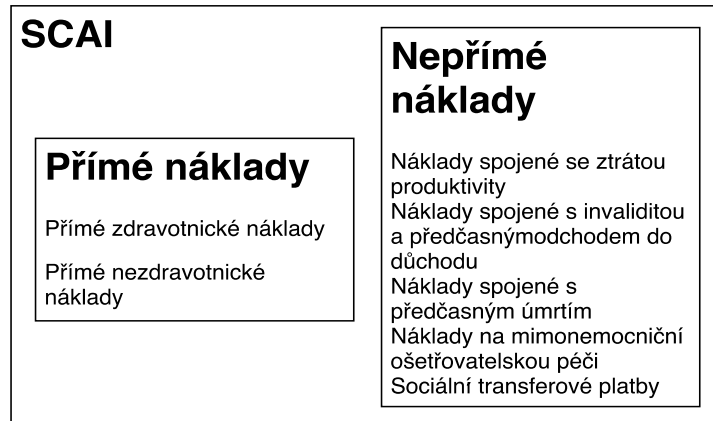 SCAI
Přímé náklady
Přímé zdravotnické náklady
Přímé nezdravotnické
náklady
Nepřímé
náklady
Náklady spojené se ztrátou
produktivity
Náklady spojené s invaliditou
a předčasnýmodchodem do
důchodu
Náklady spojené s
předčasným úmrtím
Náklady na mimonemocniční
ošetřovatelskou péči
Sociální transferové platby